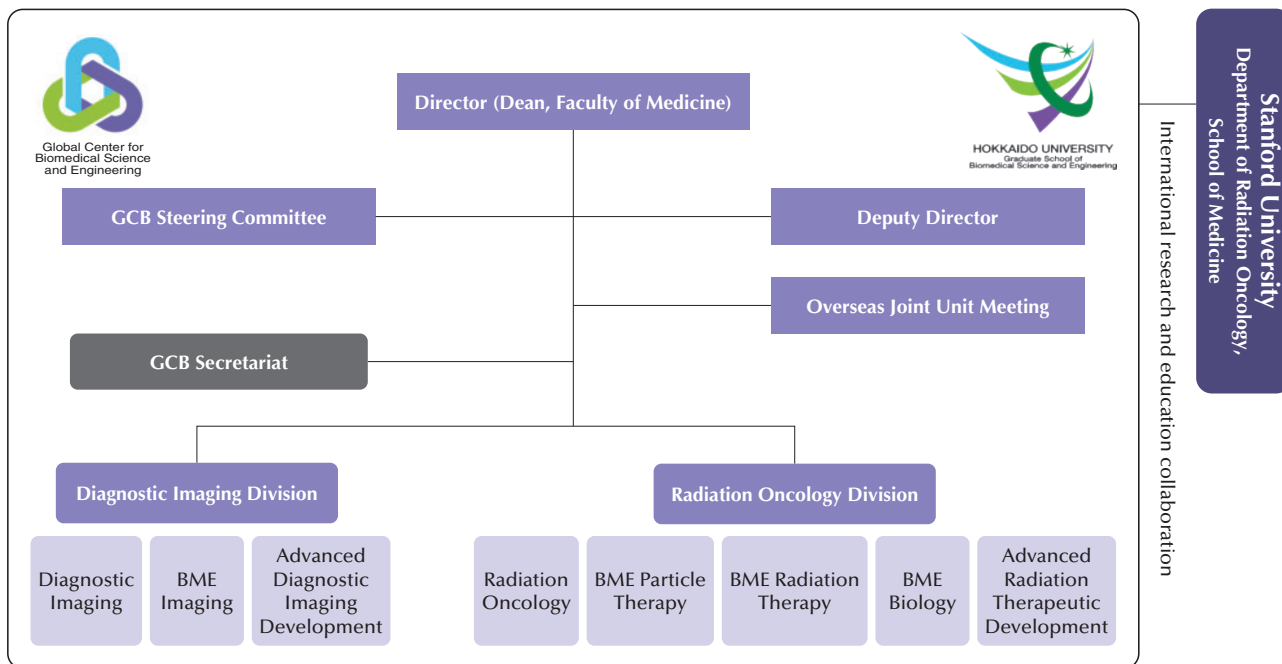 Global Center for
Biomedical Science
and Engineering
Director (Dean, Faculty of Medicine)
HOKKAIDO UNIVERSITY
Graduate School of
Biomedical Science and Engineering
GCB Steering Committee
Deputy Director
Overseas Joint Unit Meeting
GCB Secretariat
Diagnostic Imaging Division
Radiation Oncology Division
Diagnostic
Imaging
BME
Imaging
Advanced
Diagnostic
Imaging
Development
Radiation
Oncology
BME Particle
Therapy
BME Radiation
Therapy
BME
Biology
Advanced
Radiation
Therapeutic
Development
International research and education collaboration
Stanford University
Department of Radiation Oncology,
School of Medicine